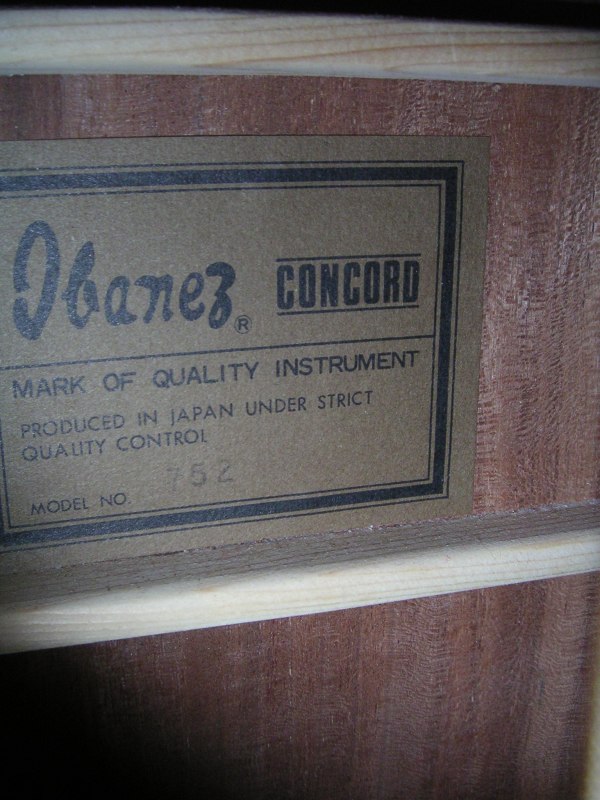 Ibanez® CONCORD
MARK OF QUALITY INSTRUMENT
PRODUCED IN JAPAN UNDER STRICT
QUALITY CONTROL
MODEL NO. 752